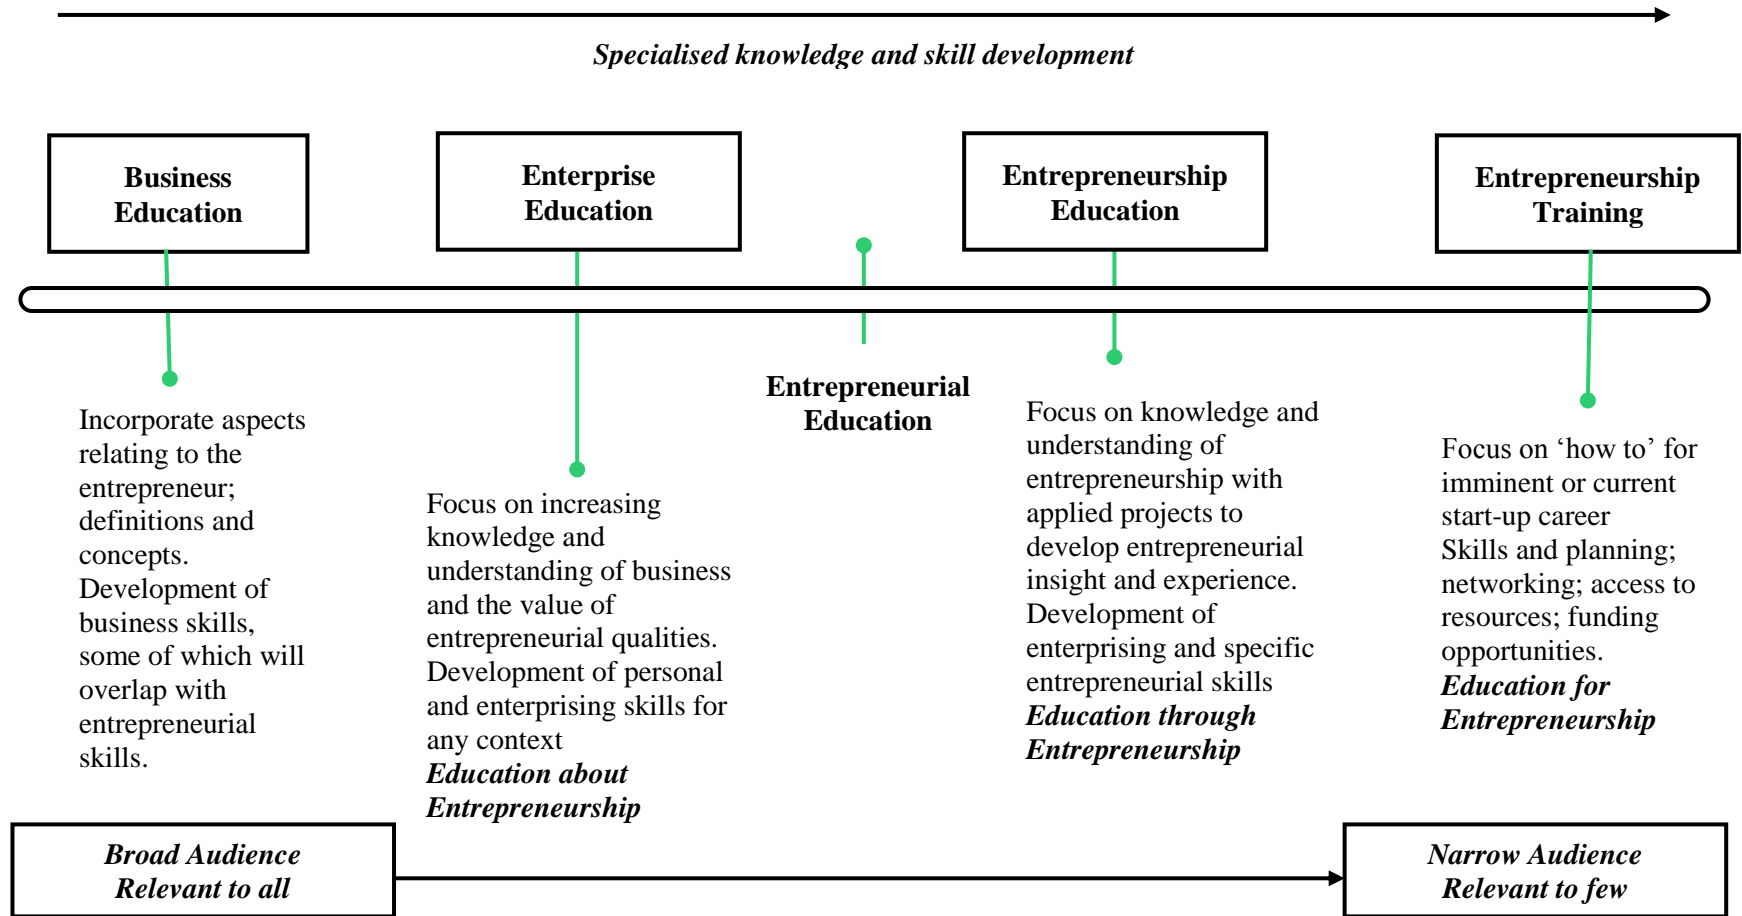 Specialised knowledge and skill development
Business
Education
Enterprise
Education
Entrepreneurship
Education
Entrepreneurship
Training
Entrepreneurial
Education
Incorporate aspects
relating to the
entrepreneur;
definitions and
concepts.
Development of
business skills,
some of which will
overlap with
entrepreneurial
skills.
Focus on increasing
knowledge and
understanding of business
and the value of
entrepreneurial qualities.
Development of personal
and enterprising skills for
any context
Education about
Entrepreneurship
Focus on knowledge and
understanding of
entrepreneurship with
applied projects to
develop entrepreneurial
insight and experience.
Development of
enterprising and specific
entrepreneurial skills
Education through
Entrepreneurship
Focus on ‘how to’ for
imminent or current
start-up career
Skills and planning;
networking; access to
resources; funding
opportunities.
Education for
Entrepreneurship
Broad Audience
Relevant to all
Narrow Audience
Relevant to few